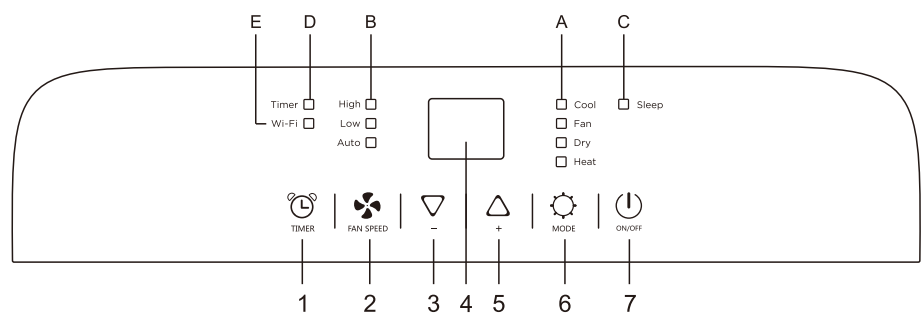 E D B A C
Timer High Cool Sleep
Wi-Fi Low Fan
Auto Dry
Heat
TIMER FAN SPEED − + MODE ON/OFF
1 2 3 4 5 6 7